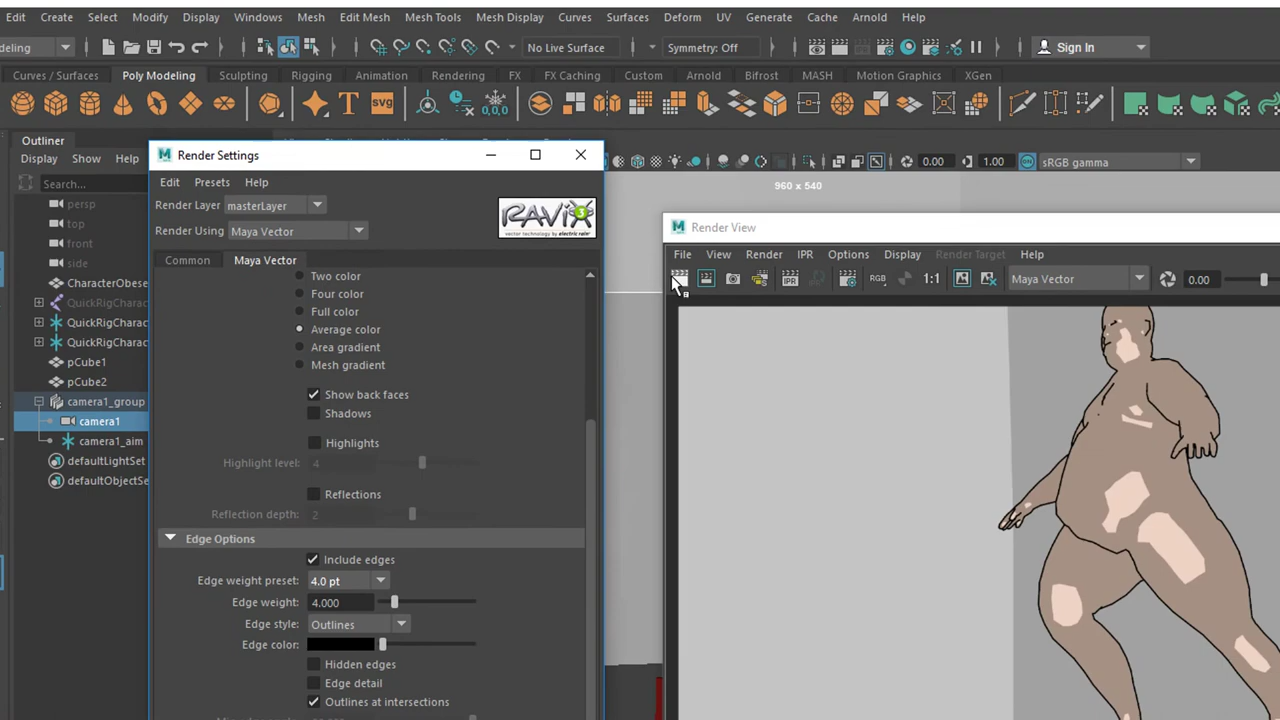 Edit Create Select Modify Display Windows Mesh Edit Mesh Mesh Tools Mesh Display Curves Surfaces Deform UV Generate Cache Arnold Help
No Live Surface Symmetry: Off Sign In
Curves / Surfaces Poly Modeling Sculpting Rigging Animation Rendering FX FX Caching Custom Arnold Bifrost MASH Motion Graphics XGen
T svg 0,0,0
Outliner
Display Show Help
Search...
persp
top
front
side
CharacterObese
QuickRigCharac
QuickRigCharac
pCube1
pCube2
camera1_group
camera1
camera1_aim
defaultLightSet
defaultObjectSe
Render Settings
Edit Presets Help
Render Layer masterLayer
Render Using Maya Vector
RAVIX 3
vector technology by electric rain
Common Maya Vector
Two color
Four color
Full color
Average color
Area gradient
Mesh gradient
Show back faces
Shadows
Highlights
Highlight level: 4
Reflections
Reflection depth: 2
Edge Options
Include edges
Edge weight preset: 4.0 pt
Edge weight: 4.000
Edge style: Outlines
Edge color:
Hidden edges
Edge detail
Outlines at intersections
0.00 1.00 sRGB gamma
960 x 540
Render View
File View Render IPR Options Display Render Target Help
IPR RGB 1:1 Maya Vector 0.00